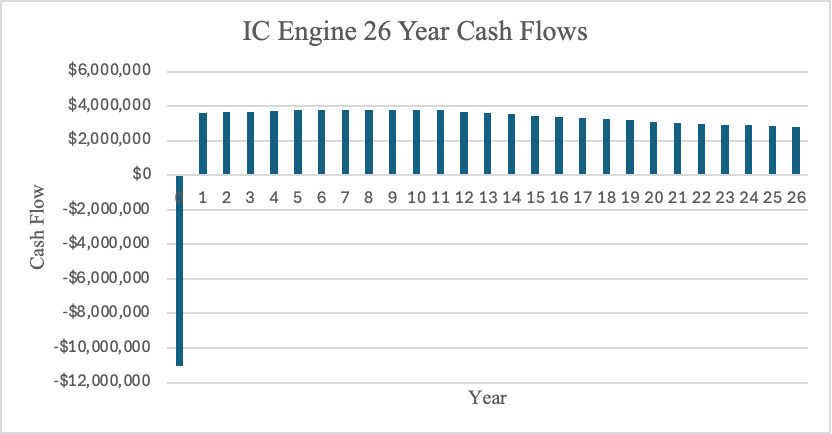 IC Engine 26 Year Cash Flows
$6,000,000
$4,000,000
$2,000,000
$0
-$2,000,000
-$4,000,000
-$6,000,000
-$8,000,000
-$10,000,000
-$12,000,000
Cash Flow
0 1 2 3 4 5 6 7 8 9 10 11 12 13 14 15 16 17 18 19 20 21 22 23 24 25 26
Year